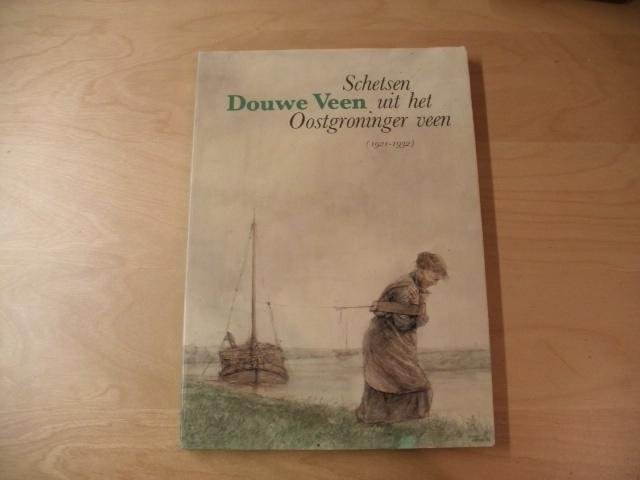 Schetsen
Douwe Veen uit het
Oostgroninger veen
(1921-1932)